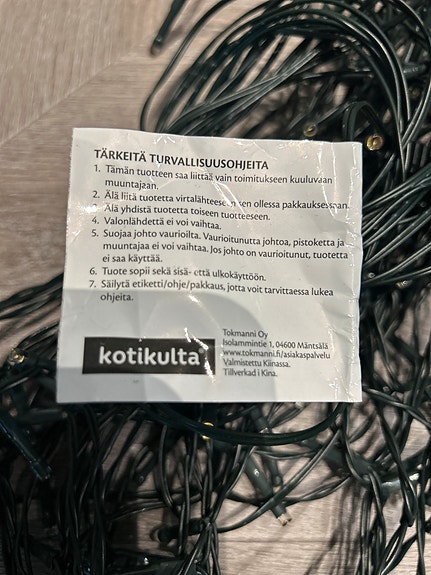 TÄRKEITÄ TURVALLISUUSOHJEITA
1. Tämän tuotteen saa liittää vain toimitukseen kuuluvaan
muuntajaan.
2. Älä liitä tuotetta virtalähteeseen sen ollessa pakkauksessaan.
3. Älä yhdistä tuotetta toiseen tuotteeseen.
4. Valonlähdettä ei voi vaihtaa.
5. Suojaa johto vaurioilta. Vaurioitunutta johtoa, pistoketta ja
muuntajaa ei voi vaihtaa. Jos johto on vaurioitunut, tuotetta
ei saa käyttää.
6. Tuote sopii sekä sisä- että ulkokäyttöön.
7. Säilytä etiketti/ohje/pakkaus, jotta voit tarvittaessa lukea
ohjeita.
kotikulta
Tokmanni Oy
Isolammintie 1, 04600 Mäntsälä
www.tokmanni.fi/asiakaspalvelu
Valmistettu Kiinassa.
Tillverkad i Kina.